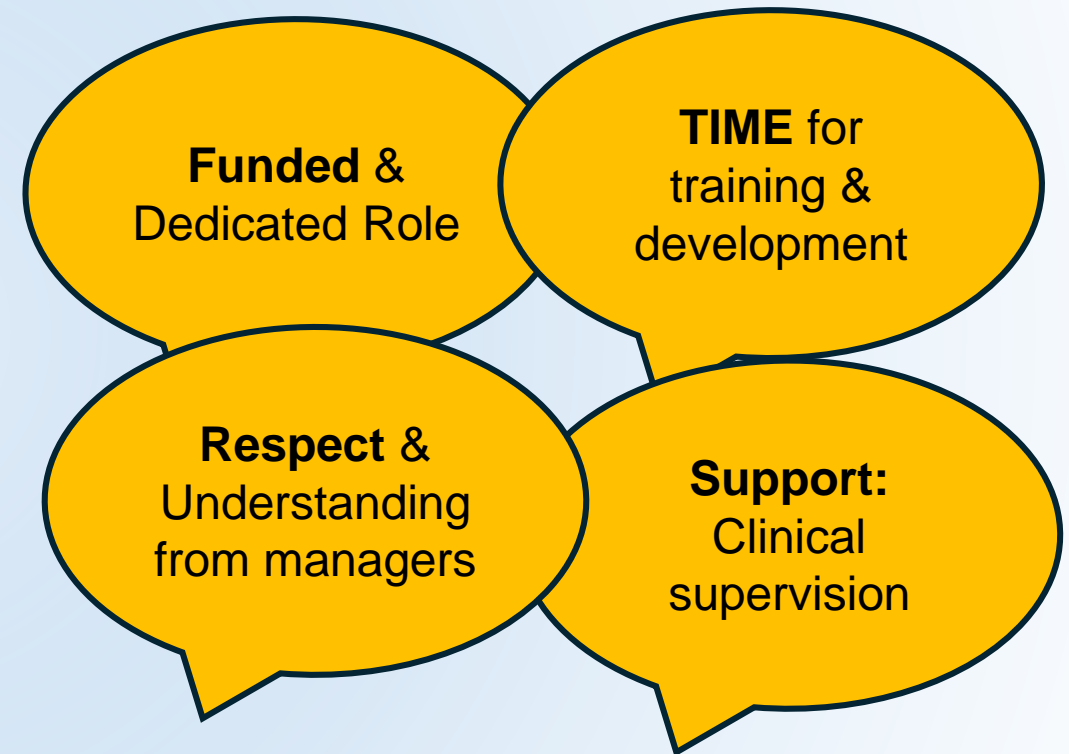 Funded &
Dedicated Role
TIME for
training &
development
Respect &
Understanding
from managers
Support:
Clinical
supervision